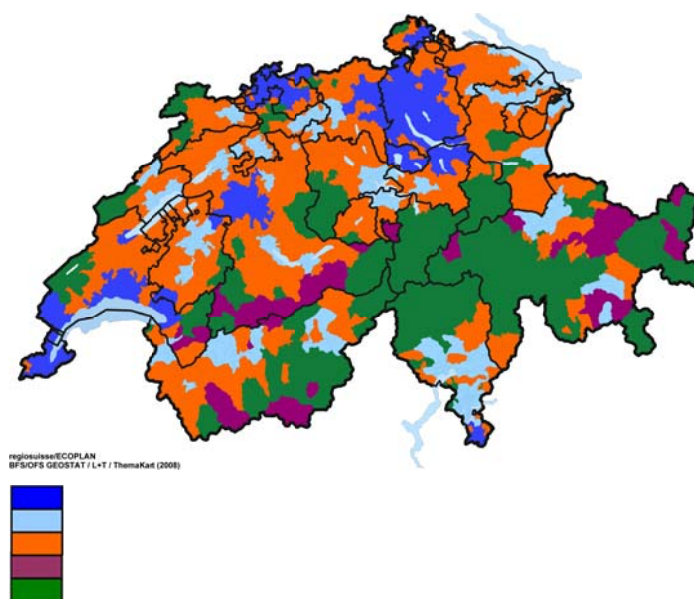 regiosuisse/ECOPLAN
BFS/OFS GEOSTAT / L+T / ThemaKart (2008)